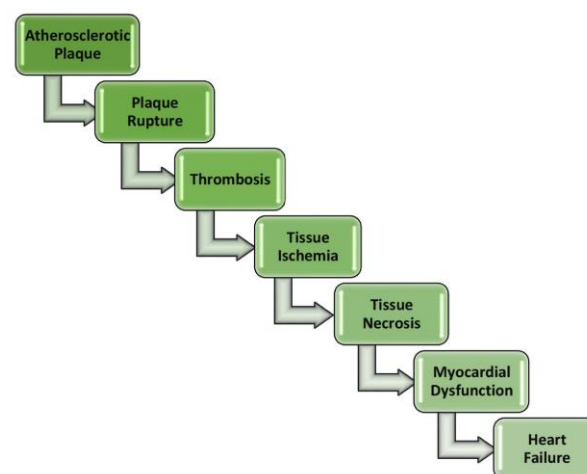 Atherosclerotic
Plaque
Plaque
Rupture
Thrombosis
Tissue
Ischemia
Tissue
Necrosis
Myocardial
Dysfunction
Heart
Failure